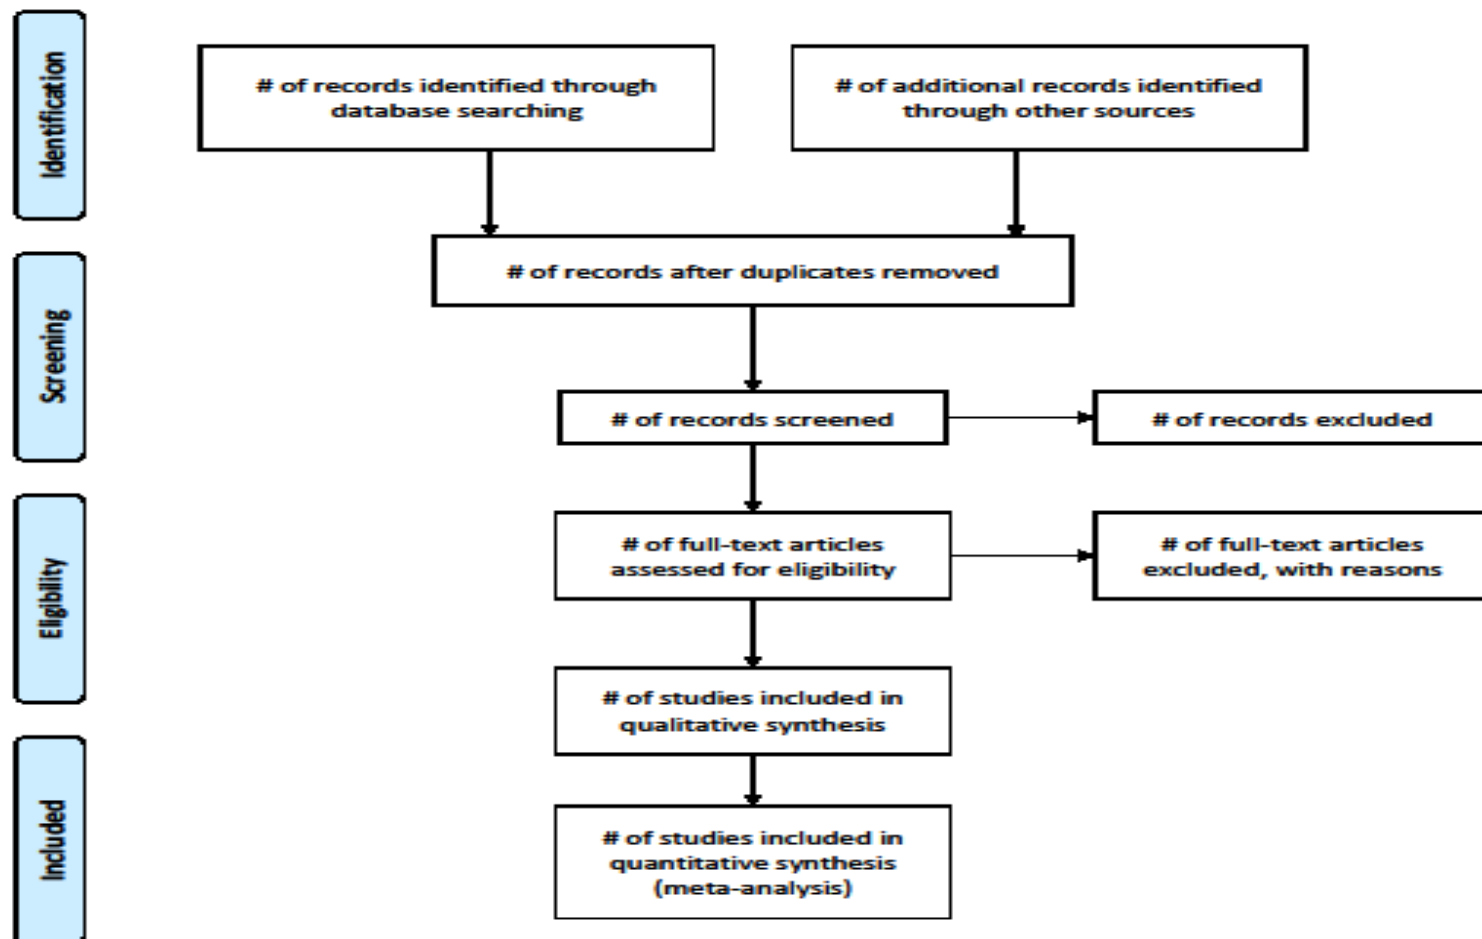 Identification
# of records identified through
database searching
# of additional records identified
through other sources
Screening
# of records after duplicates removed
# of records screened
# of records excluded
Eligibility
# of full-text articles
assessed for eligibility
# of full-text articles
excluded, with reasons
# of studies included in
qualitative synthesis
Included
# of studies included in
quantitative synthesis
(meta-analysis)